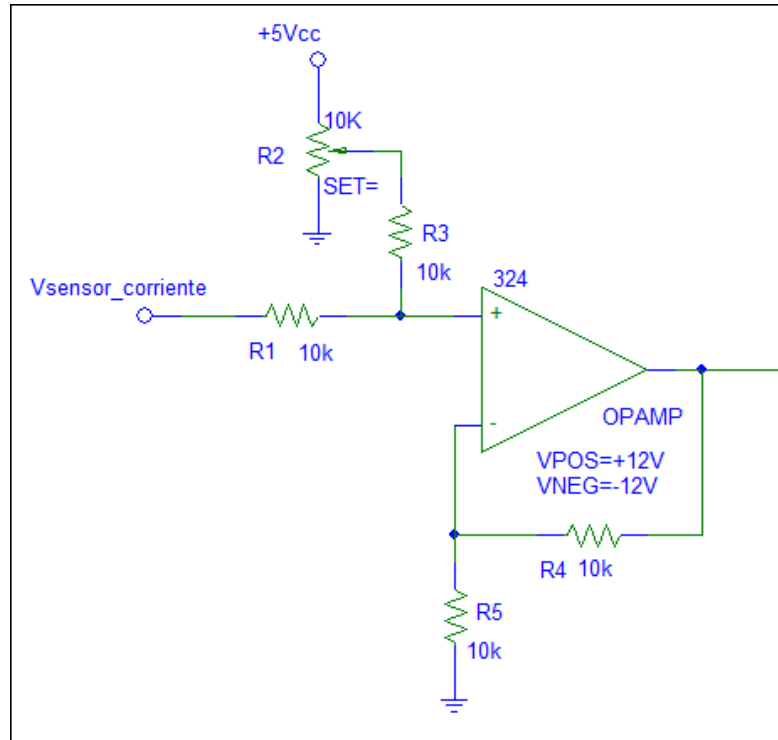 +5Vcc
10K
R2
SET=
R3
10k
Vsensor_corriente
324
+
R1
10k
-
OPAMP
VPOS=+12V
VNEG=-12V
R4
10k
R5
10k